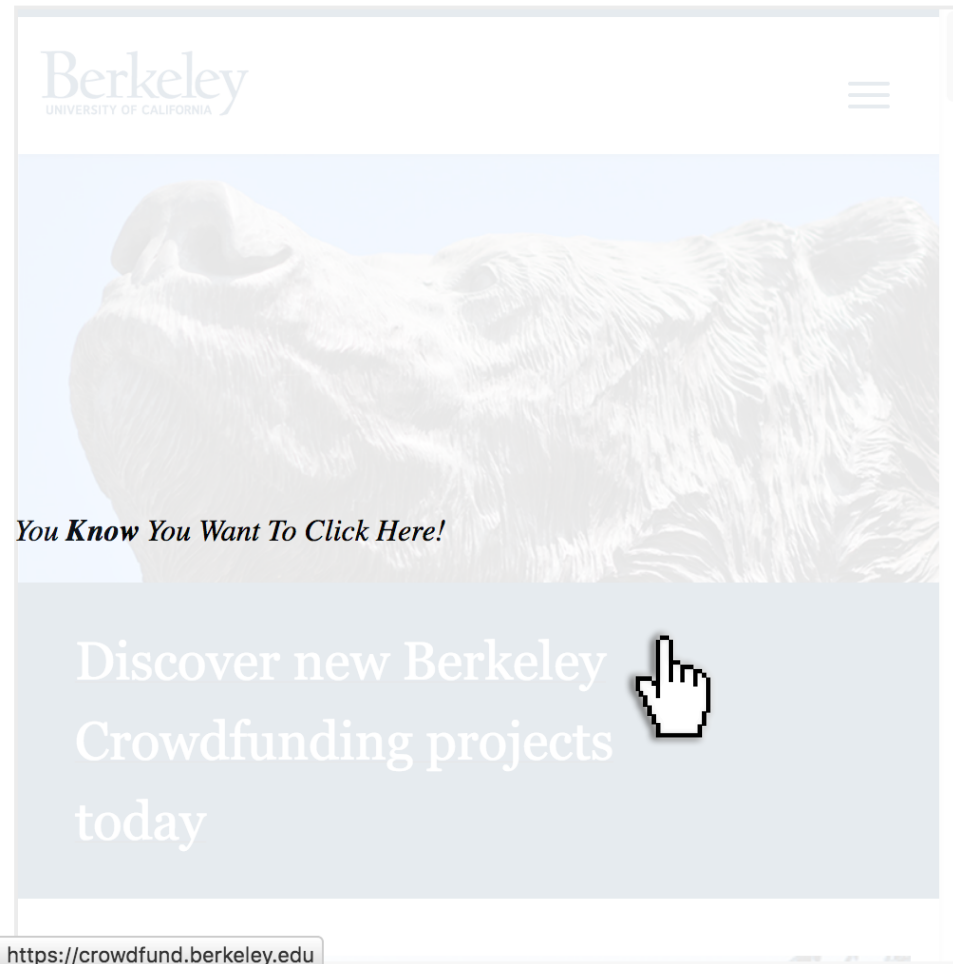 Berkeley
UNIVERSITY OF CALIFORNIA
You Know You Want To Click Here!
Discover new Berkeley
Crowdfunding projects
today
https://crowdfund.berkeley.edu